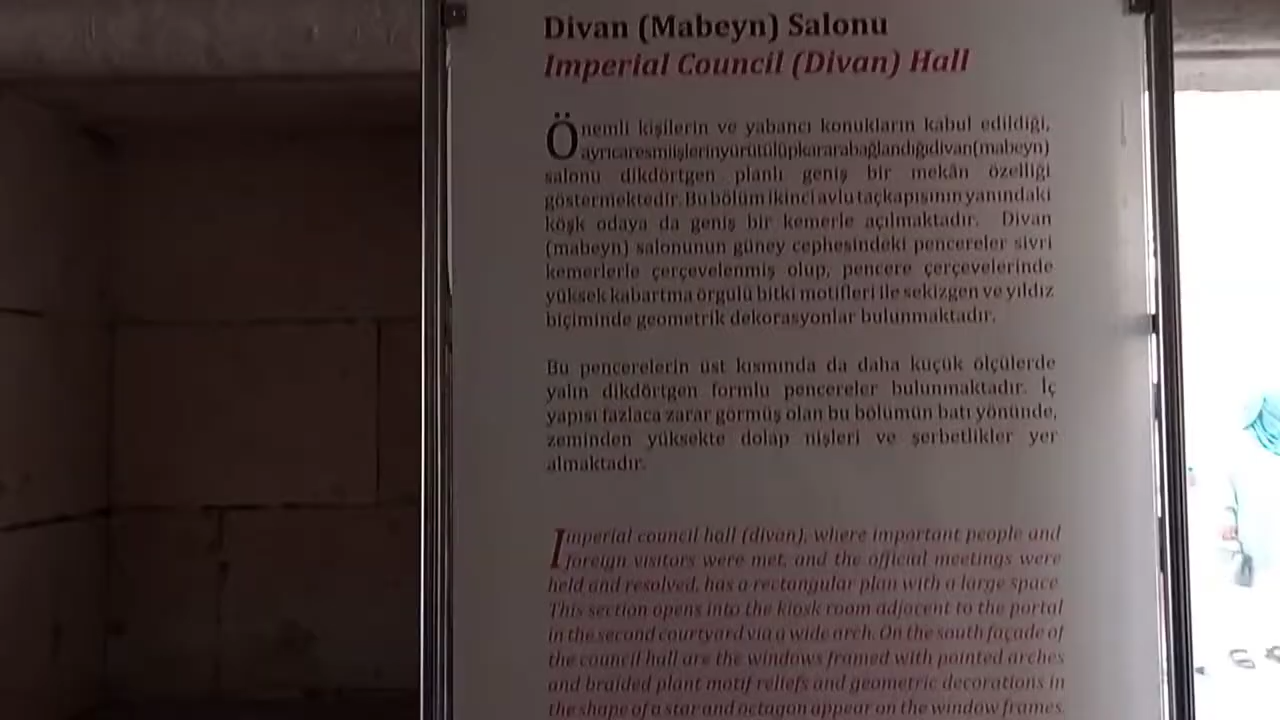 Divan (Mabeyn) Salonu
Imperial Council (Divan) Hall
Önemli kişilerin ve yabancı konukların kabul edildiği,
ayrıcaresmiişlerinyürütülüpkararabağlandığıdivan(mabeyn)
salonu dikdörtgen planlı geniş bir mekân özelliği
göstermektedir. Bu bölüm ikinci avlu taçkapısının yanındaki
köşk odaya da geniş bir kemerle açılmaktadır. Divan
(mabeyn) salonunun güney cephesindeki pencereler sivri
kemerlerle çerçevelenmiş olup, pencere çerçevelerinde
yüksek kabartma örgülü bitki motifleri ile sekizgen ve yıldız
biçiminde geometrik dekorasyonlar bulunmaktadır.
Bu pencerelerin üst kısmında da daha küçük ölçülerde
yalın dikdörtgen formlu pencereler bulunmaktadır. İç
yapısı fazlaca zarar görmüş olan bu bölümün batı yönünde,
zeminden yüksekte dolap nişleri ve şerbetlikler yer
almaktadır.
Imperial council hall (divan), where important people and
foreign visitors were met, and the official meetings were
held and resolved, has a rectangular plan with a large space.
This section opens into the kiosk room adjacent to the portal
in the second courtyard via a wide arch. On the south façade of
the council hall are the windows framed with pointed arches
and braided plant motif reliefs and geometric decorations in
the shape of a star and octagon appear on the window frames.